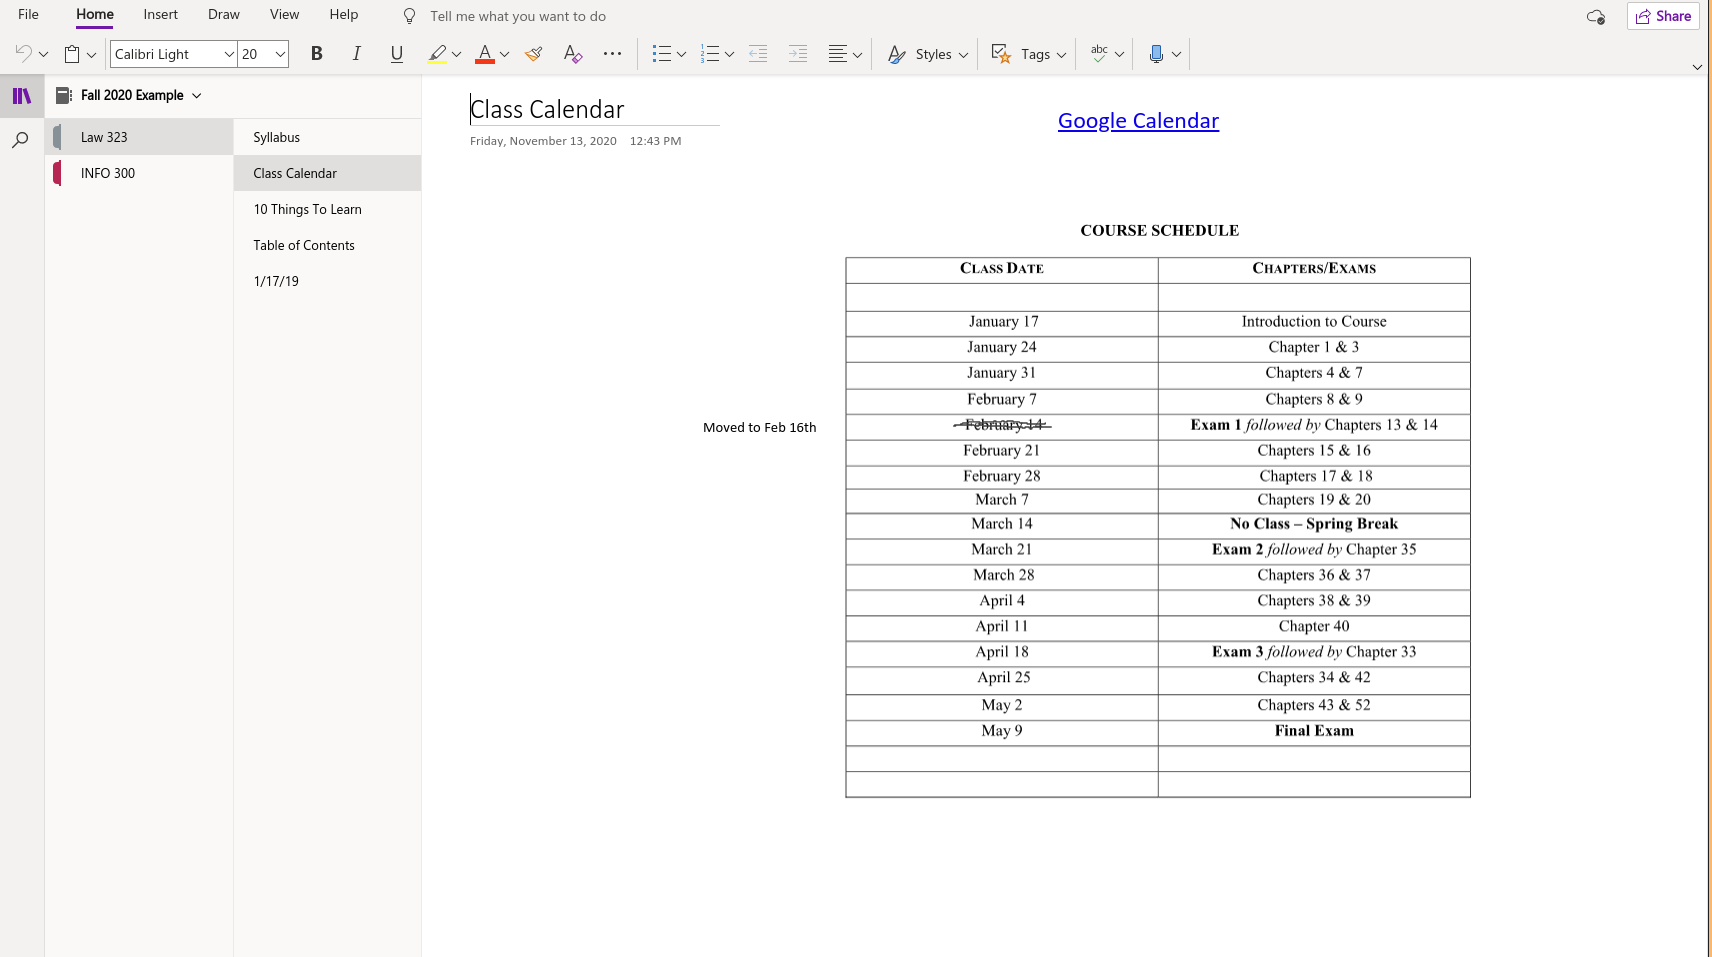 File Home Insert Draw View Help Tell me what you want to do Share
Calibri Light 20 B I U A A Styles Tags abc
Fall 2020 Example
Law 323
INFO 300
Syllabus
Class Calendar
10 Things To Learn
Table of Contents
1/17/19
Class Calendar
Friday, November 13, 2020 12:43 PM
Google Calendar
COURSE SCHEDULE
CLASS DATE CHAPTERS/EXAMS
January 17 Introduction to Course
January 24 Chapter 1 & 3
January 31 Chapters 4 & 7
February 7 Chapters 8 & 9
Moved to Feb 16th February 14 Exam 1 followed by Chapters 13 & 14
February 21 Chapters 15 & 16
February 28 Chapters 17 & 18
March 7 Chapters 19 & 20
March 14 No Class – Spring Break
March 21 Exam 2 followed by Chapter 35
March 28 Chapters 36 & 37
April 4 Chapters 38 & 39
April 11 Chapter 40
April 18 Exam 3 followed by Chapter 33
April 25 Chapters 34 & 42
May 2 Chapters 43 & 52
May 9 Final Exam